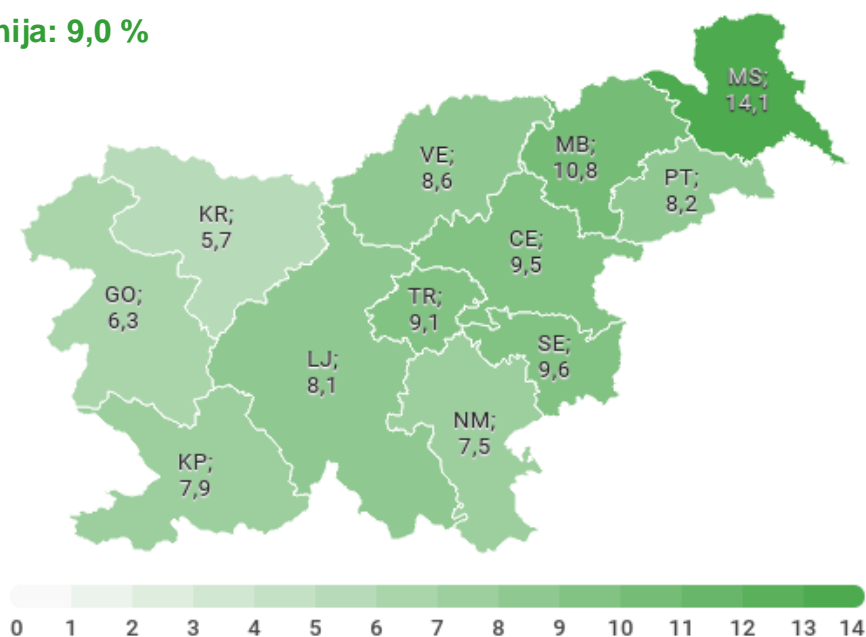 nija: 9,0 %
MS;
14,1
MB;
10,8
VE;
8,6
PT;
8,2
KR;
5,7
CE;
9,5
GO;
6,3
TR;
9,1
SE;
9,6
LJ;
8,1
NM;
7,5
KP;
7,9
0 1 2 3 4 5 6 7 8 9 10 11 12 13 14